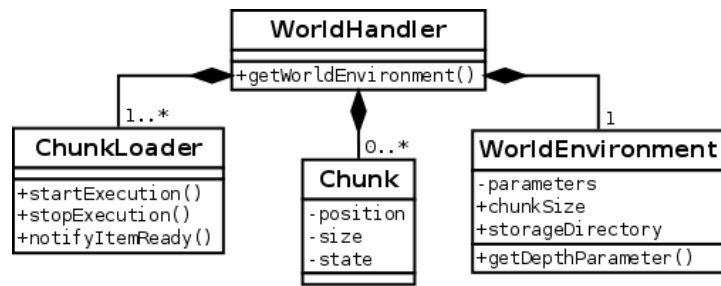 WorldHandler
+getWorldEnvironment()
1..*
0..*
1
ChunkLoader
+startExecution()
+stopExecution()
+notifyItemReady()
Chunk
-position
-size
-state
WorldEnvironment
-parameters
+chunkSize
+storageDirectory
+getDepthParameter()